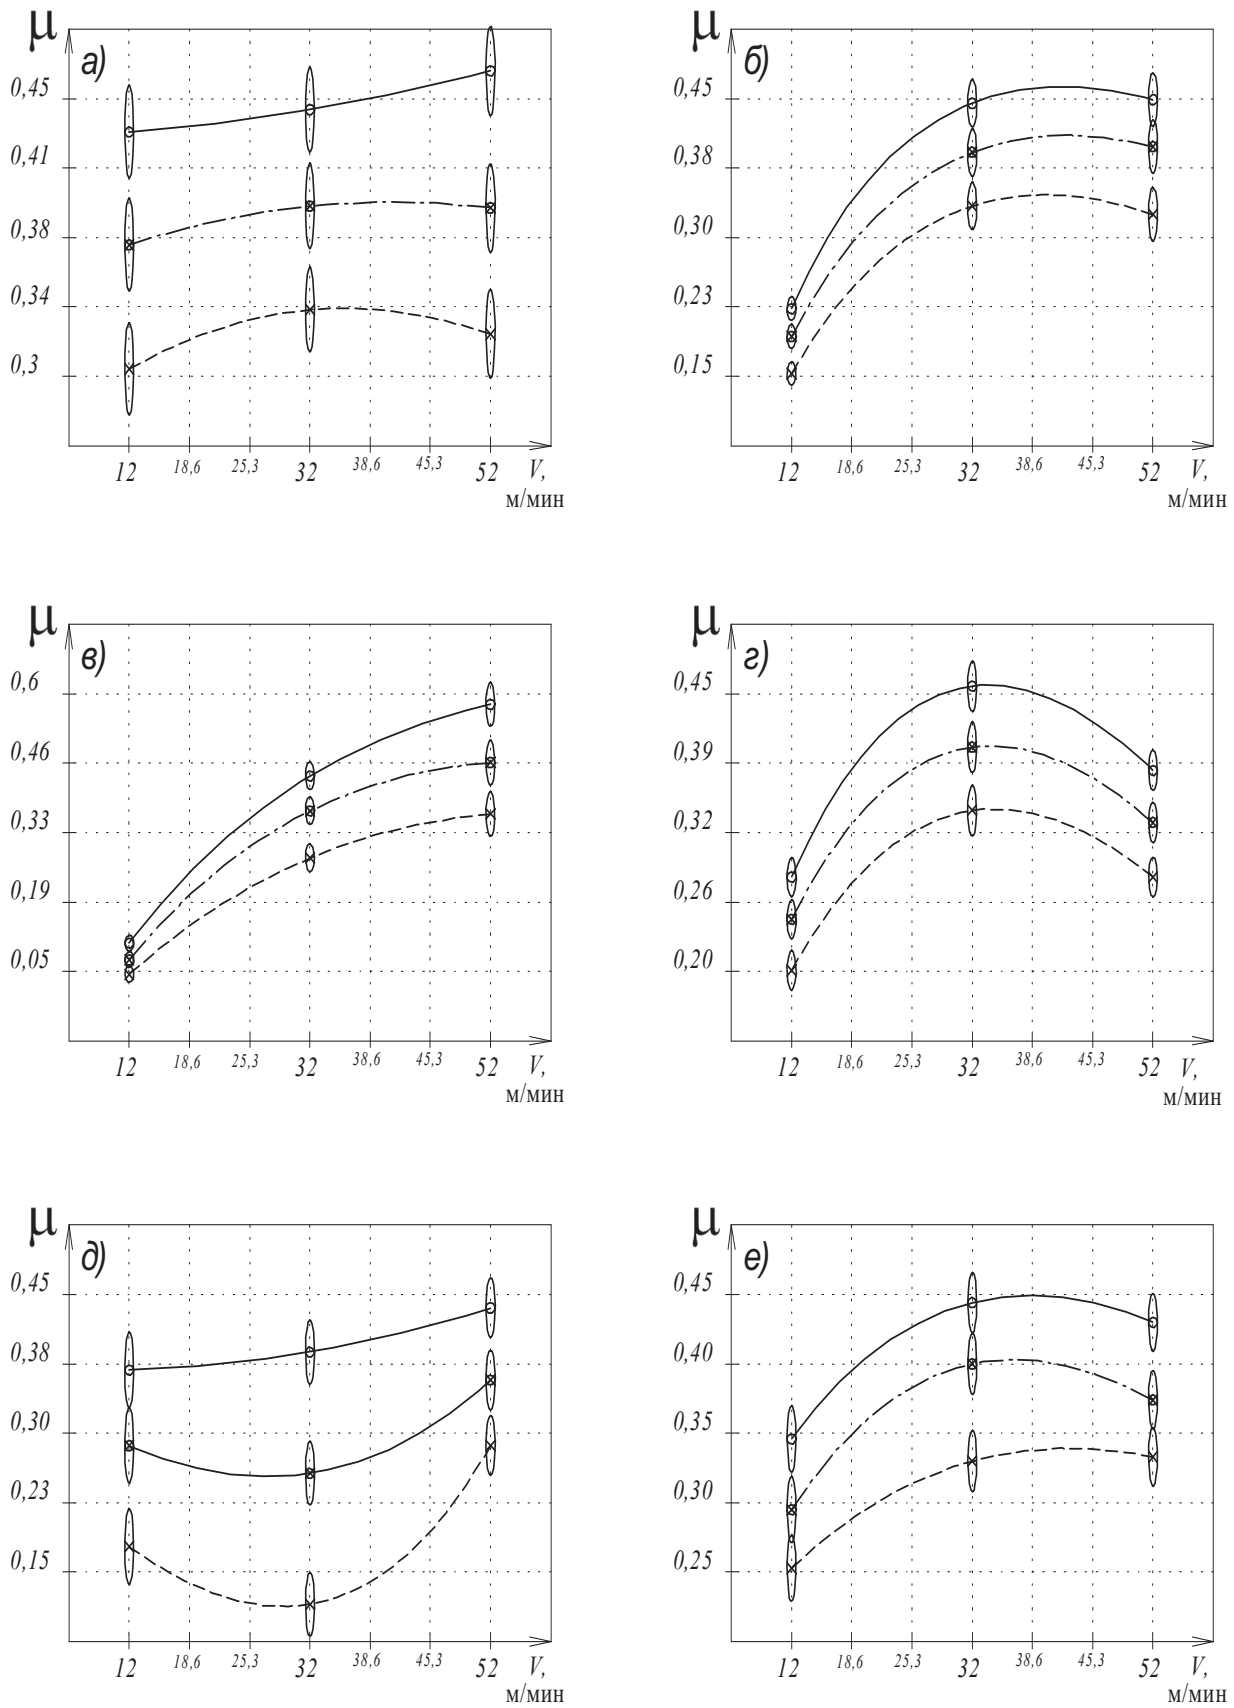 μ
а)
0,45
0,41
0,38
0,34
0,3
12 18,6 25,3 32 38,6 45,3 52 V,
м/мин
μ
б)
0,45
0,38
0,30
0,23
0,15
12 18,6 25,3 32 38,6 45,3 52 V,
м/мин
μ
в)
0,6
0,46
0,33
0,19
0,05
12 18,6 25,3 32 38,6 45,3 52 V,
м/мин
μ
г)
0,45
0,39
0,32
0,26
0,20
12 18,6 25,3 32 38,6 45,3 52 V,
м/мин
μ
д)
0,45
0,38
0,30
0,23
0,15
12 18,6 25,3 32 38,6 45,3 52 V,
м/мин
μ
е)
0,45
0,40
0,35
0,30
0,25
12 18,6 25,3 32 38,6 45,3 52 V,
м/мин